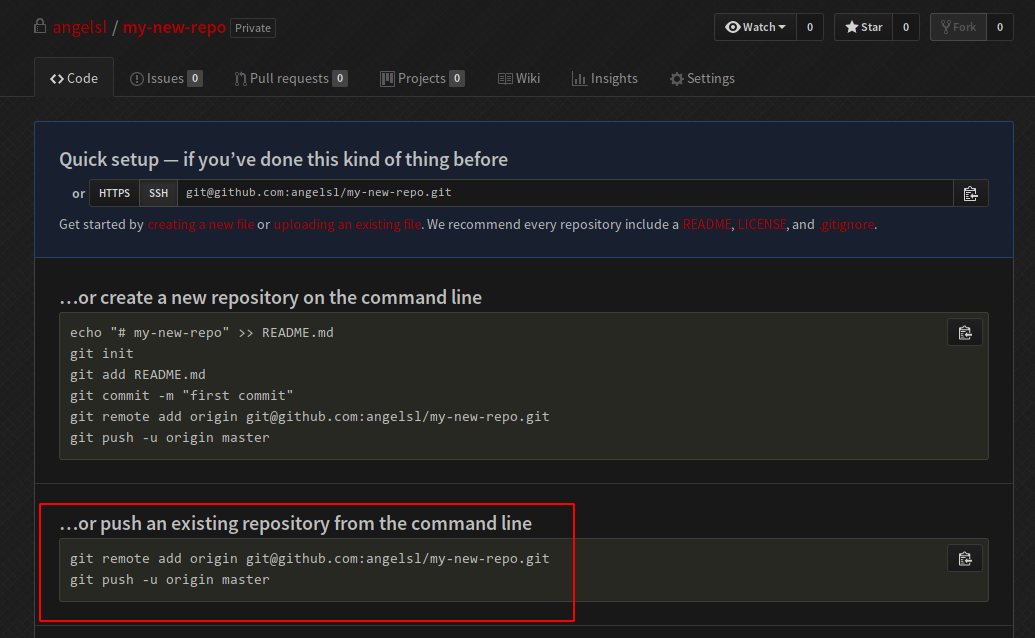 angelsl / my-new-repo Private Watch 0 Star 0 Fork 0
Code Issues 0 Pull requests 0 Projects 0 Wiki Insights Settings
Quick setup — if you’ve done this kind of thing before
or HTTPS SSH git@github.com:angelsl/my-new-repo.git
Get started by creating a new file or uploading an existing file. We recommend every repository include a README, LICENSE, and .gitignore.
…or create a new repository on the command line
echo "# my-new-repo" >> README.md
git init
git add README.md
git commit -m "first commit"
git remote add origin git@github.com:angelsl/my-new-repo.git
git push -u origin master
…or push an existing repository from the command line
git remote add origin git@github.com:angelsl/my-new-repo.git
git push -u origin master